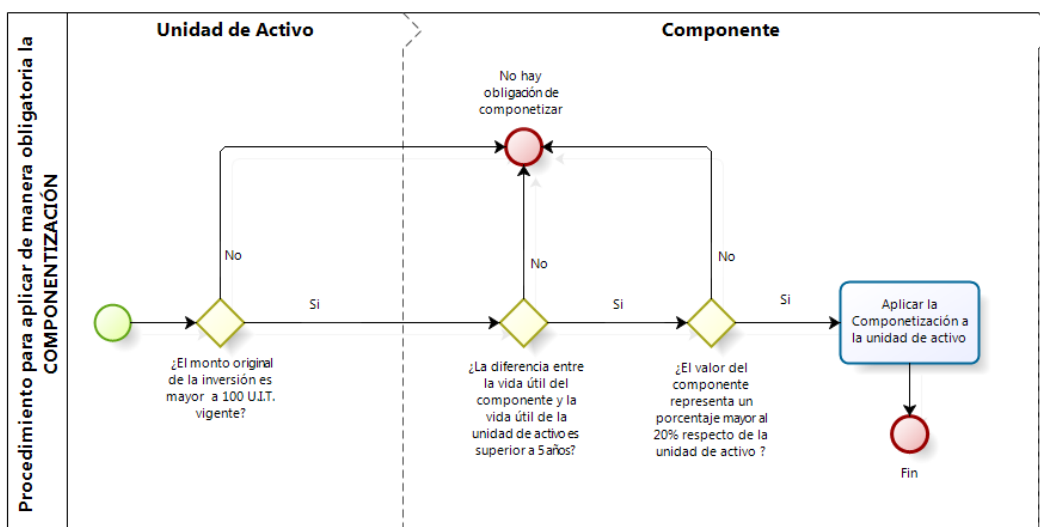 Procedimiento para aplicar de manera obligatoria la
COMPONENTIZACIÓN
Unidad de Activo
Componente
No hay
obligación de
componetizar
No
No
No
Si
Si
Si
¿El monto original
de la inversión es
mayor a 100 U.I.T.
vigente?
¿La diferencia entre
la vida útil del
componente y la
vida útil de la
unidad de activo es
superior a 5 años?
¿El valor del
componente
representa un
porcentaje mayor al
20% respecto de la
unidad de activo ?
Aplicar la
Componetización a
la unidad de activo
Fin